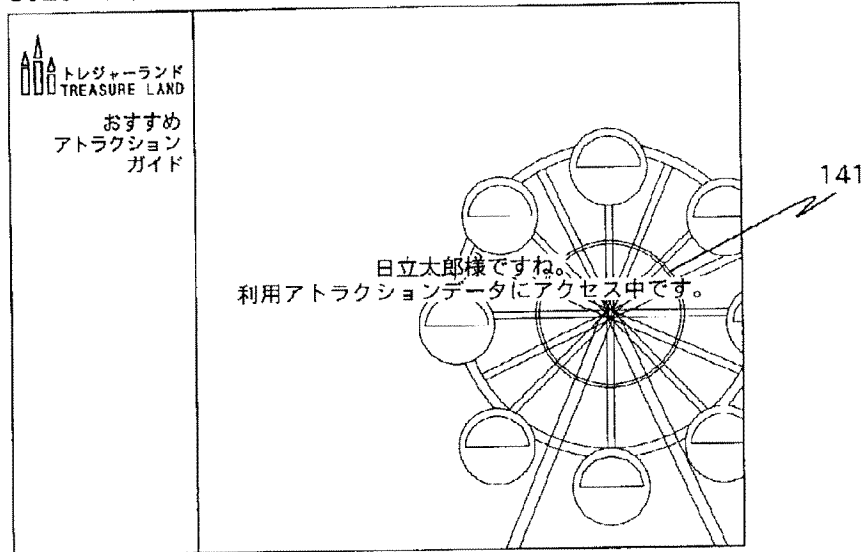 トレジャーランド
TREASURE LAND
おすすめ
アトラクション
ガイド
日立太郎様ですね。
利用アトラクションデータにアクセス中です。
141